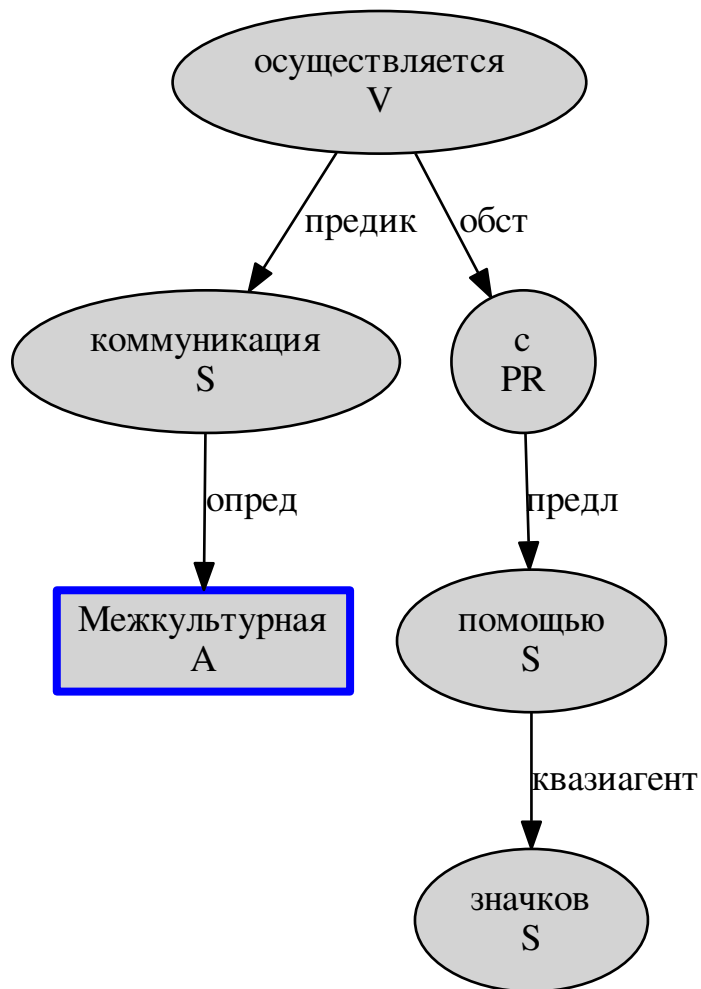 осуществляется
V
предик
обст
коммуникация
S
с
PR
опред
предл
Межкультурная
A
помощью
S
квазиагент
значков
S